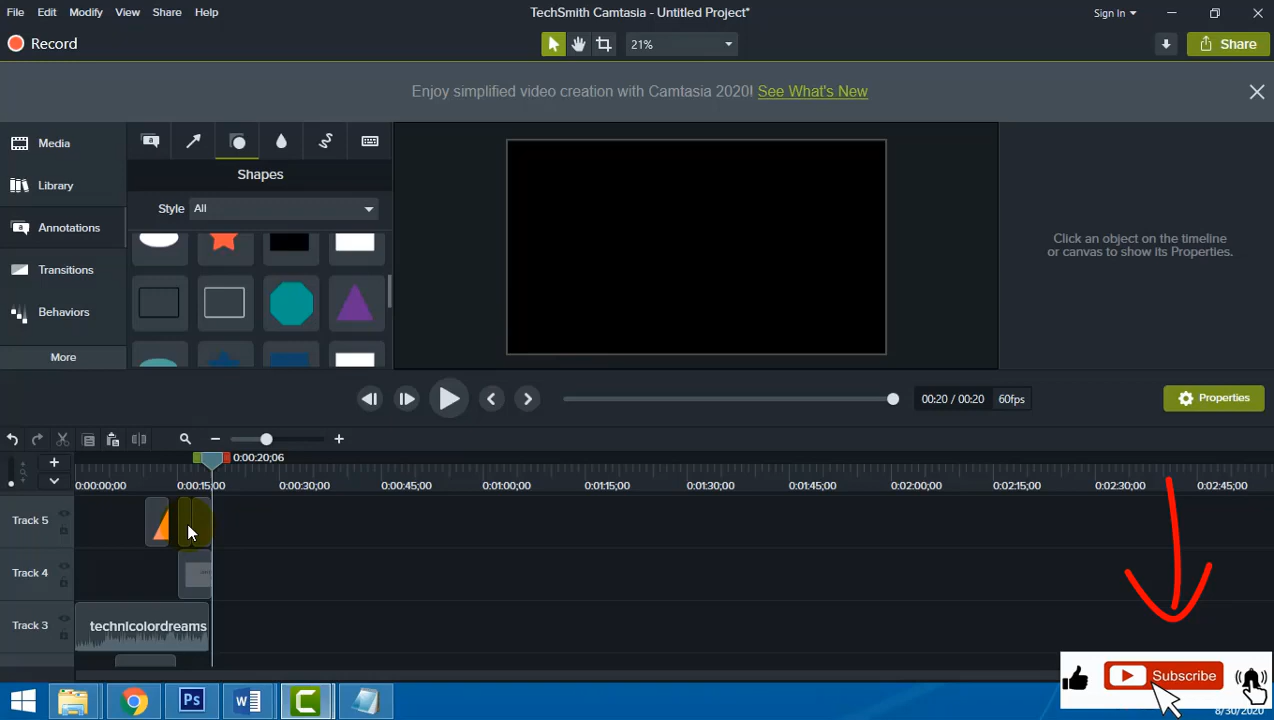 File Edit Modify View Share Help TechSmith Camtasia - Untitled Project* Sign In
Record 21% Share
Enjoy simplified video creation with Camtasia 2020! See What's New
Media
Library
Annotations
Transitions
Behaviors
More
a
Shapes
Style All
Click an object on the timeline
or canvas to show its Properties.
00:20 / 00:20 60fps Properties
0:00:20;06
0:00:00;00 0:00:15;00 0:00:30;00 0:00:45;00 0:01:00;00 0:01:15;00 0:01:30;00 0:01:45;00 0:02:00;00 0:02:15;00 0:02:30;00 0:02:45;00
Track 5
Track 4
Track 3 technicolordreams
Subscribe
Ps W C
8/30/2020